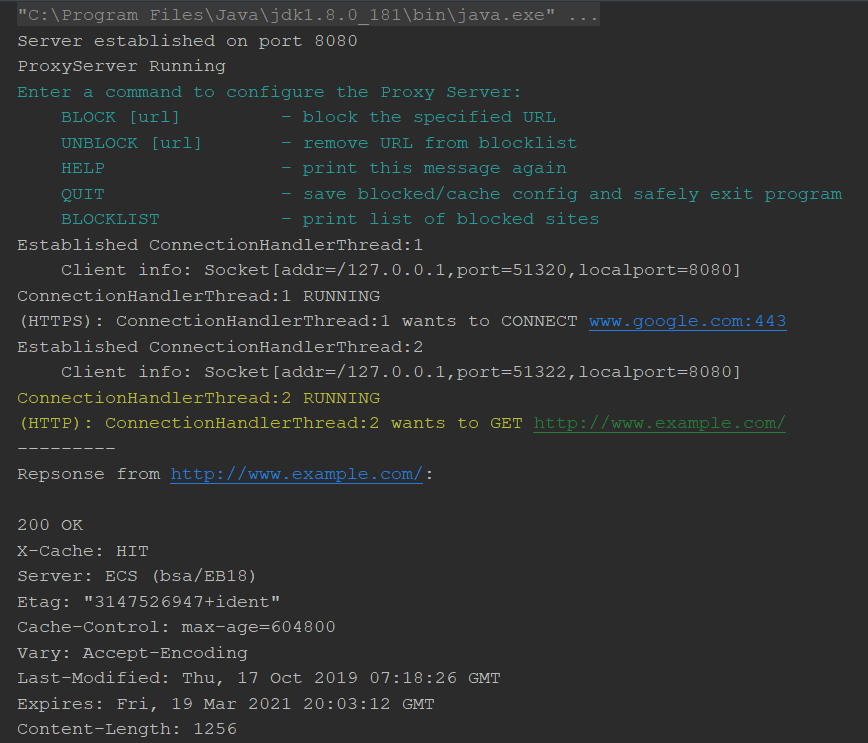 "C:\Program Files\Java\jdk1.8.0_181\bin\java.exe" ...
Server established on port 8080
ProxyServer Running
Enter a command to configure the Proxy Server:
    BLOCK [url]         - block the specified URL
    UNBLOCK [url]       - remove URL from blocklist
    HELP                - print this message again
    QUIT                - save blocked/cache config and safely exit program
    BLOCKLIST           - print list of blocked sites
Established ConnectionHandlerThread:1
    Client info: Socket[addr=/127.0.0.1,port=51320,localport=8080]
ConnectionHandlerThread:1 RUNNING
(HTTPS): ConnectionHandlerThread:1 wants to CONNECT www.google.com:443
Established ConnectionHandlerThread:2
    Client info: Socket[addr=/127.0.0.1,port=51322,localport=8080]
ConnectionHandlerThread:2 RUNNING
(HTTP): ConnectionHandlerThread:2 wants to GET http://www.example.com/
---------
Repsonse from http://www.example.com/:

200 OK
X-Cache: HIT
Server: ECS (bsa/EB18)
Etag: "3147526947+ident"
Cache-Control: max-age=604800
Vary: Accept-Encoding
Last-Modified: Thu, 17 Oct 2019 07:18:26 GMT
Expires: Fri, 19 Mar 2021 20:03:12 GMT
Content-Length: 1256